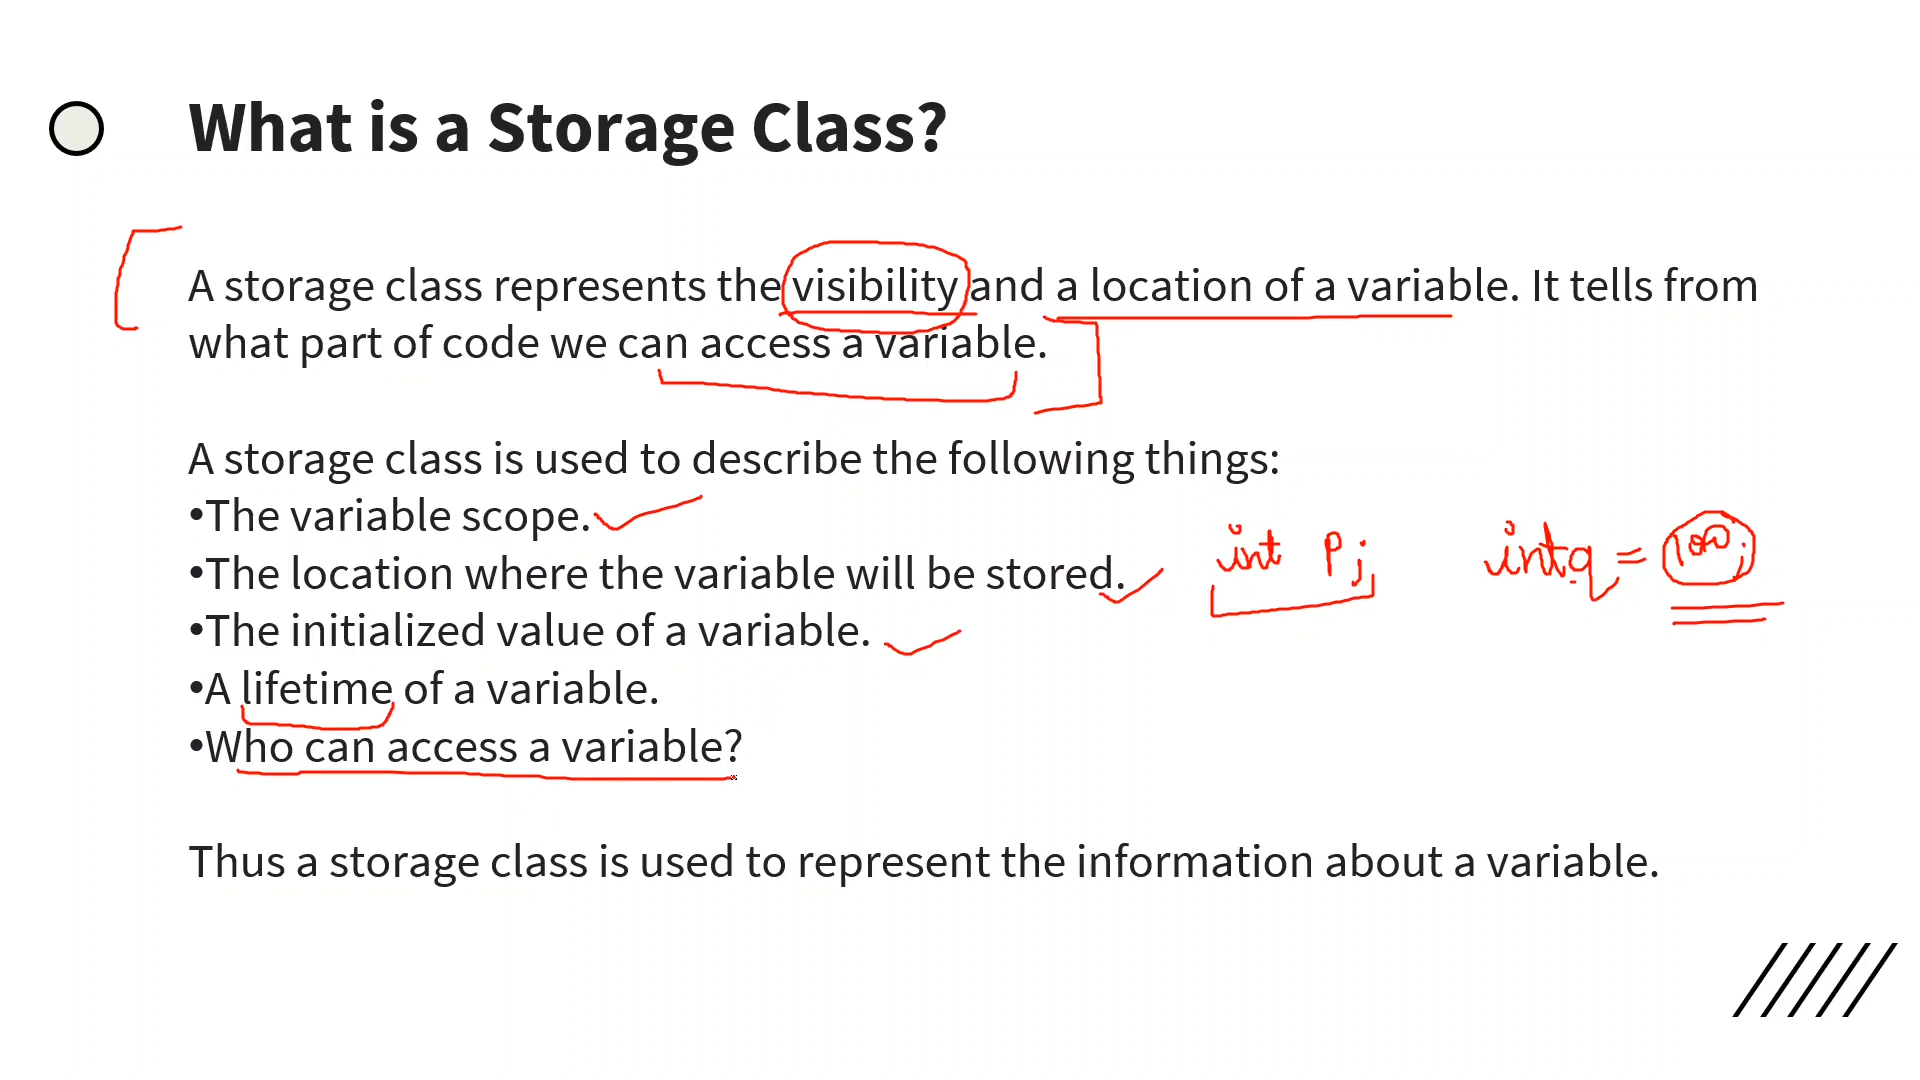 What is a Storage Class?
A storage class represents the visibility and a location of a variable. It tells from
what part of code we can access a variable.
A storage class is used to describe the following things:
•The variable scope.
•The location where the variable will be stored.
int p; int q = 100;
•The initialized value of a variable.
•A lifetime of a variable.
•Who can access a variable?
Thus a storage class is used to represent the information about a variable.